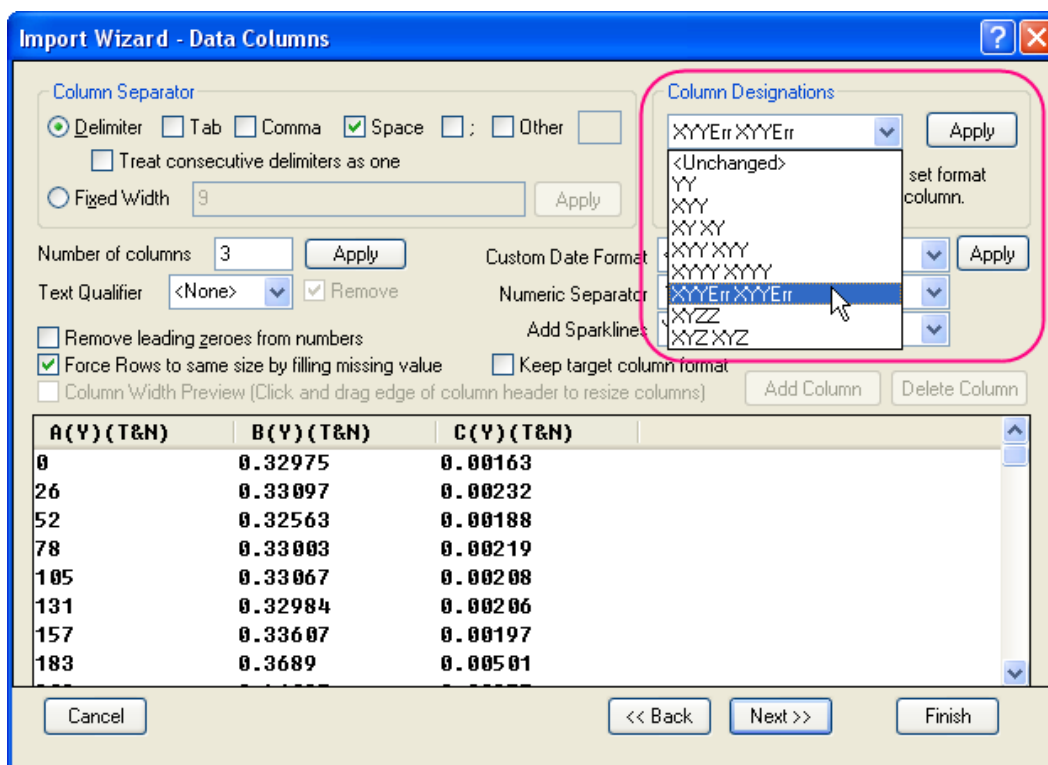 Import Wizard - Data Columns
Column Separator
Delimiter Tab Comma Space ; Other
Treat consecutive delimiters as one
Fixed Width 9 Apply
Column Designations
XYYErr XYYErr Apply
<Unchanged>
YY
XYY
XY XY
XYY XYY
XYYY XYYY
XYYErr XYYErr
XYZZ
XYZ XYZ
set format
column.
Number of columns 3 Apply
Custom Date Format Apply
Text Qualifier <None> Remove
Numeric Separator
Add Sparklines
Remove leading zeroes from numbers
Force Rows to same size by filling missing value
Keep target column format
Column Width Preview (Click and drag edge of column header to resize columns)
Add Column Delete Column
A(Y)(T&N) B(Y)(T&N) C(Y)(T&N)
0 0.32975 0.00163
26 0.33097 0.00232
52 0.32563 0.00188
78 0.33003 0.00219
105 0.33067 0.00208
131 0.32984 0.00206
157 0.33607 0.00197
183 0.3689 0.00501
Cancel << Back Next >> Finish